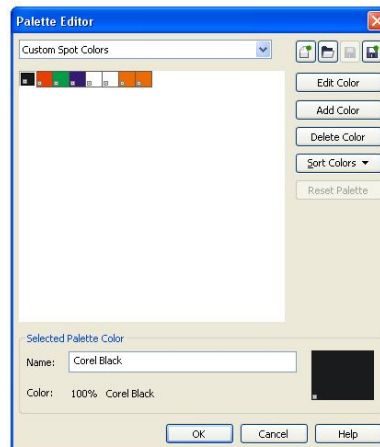 Palette Editor
Custom Spot Colors
Edit Color
Add Color
Delete Color
Sort Colors
Reset Palette
Selected Palette Color
Name: Corel Black
Color: 100% Corel Black
OK Cancel Help